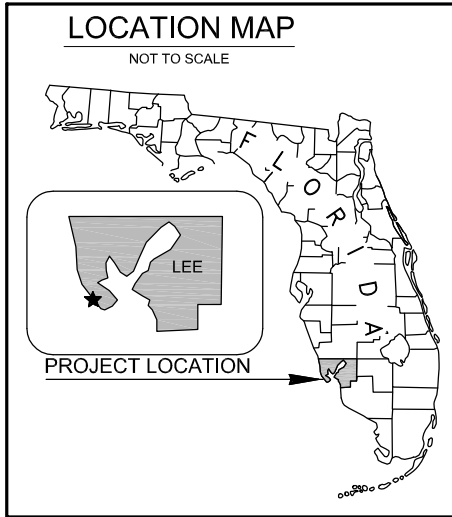 LOCATION MAP
NOT TO SCALE
FLORIDA
LEE
PROJECT LOCATION